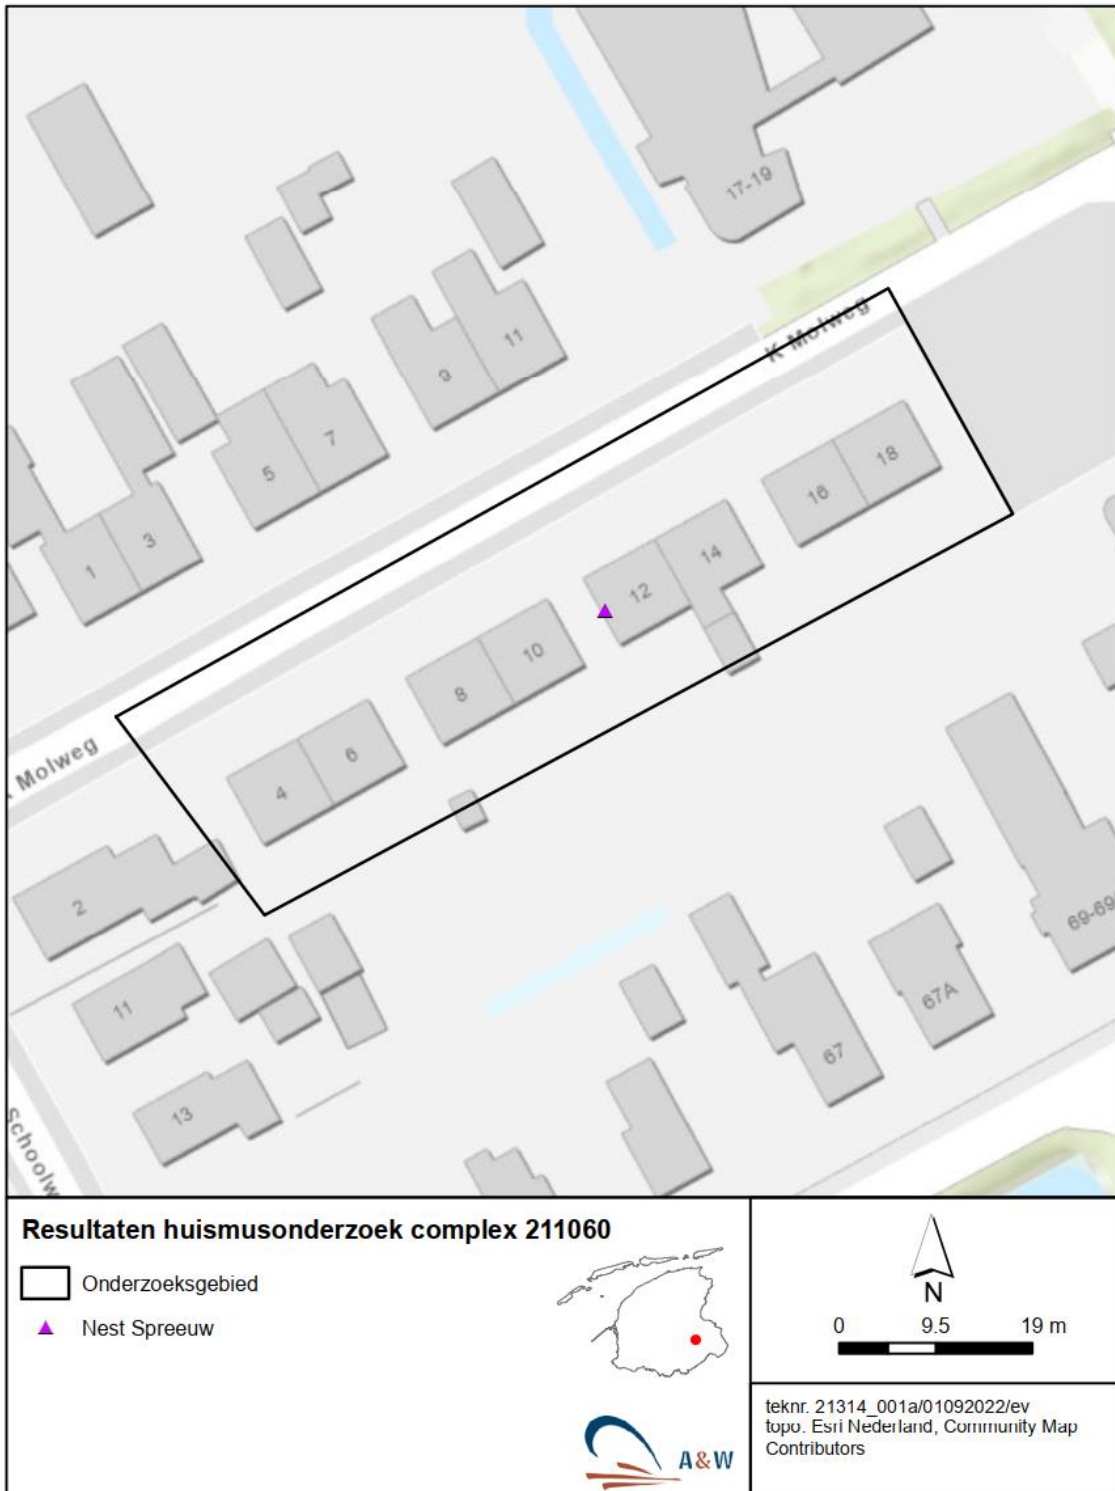 17-19
K Molweg
11
9
7
5
3
1
18
16
14
12
10
8
6
4
Molweg
2
11
13
Schoolw
69-69
67A
67
Resultaten huismusonderzoek complex 211060
Onderzoeksgebied
Nest Spreeuw
A&W
N
0 9.5 19 m
teknr. 21314_001a/01092022/ev
topo. Esri Nederland, Community Map
Contributors